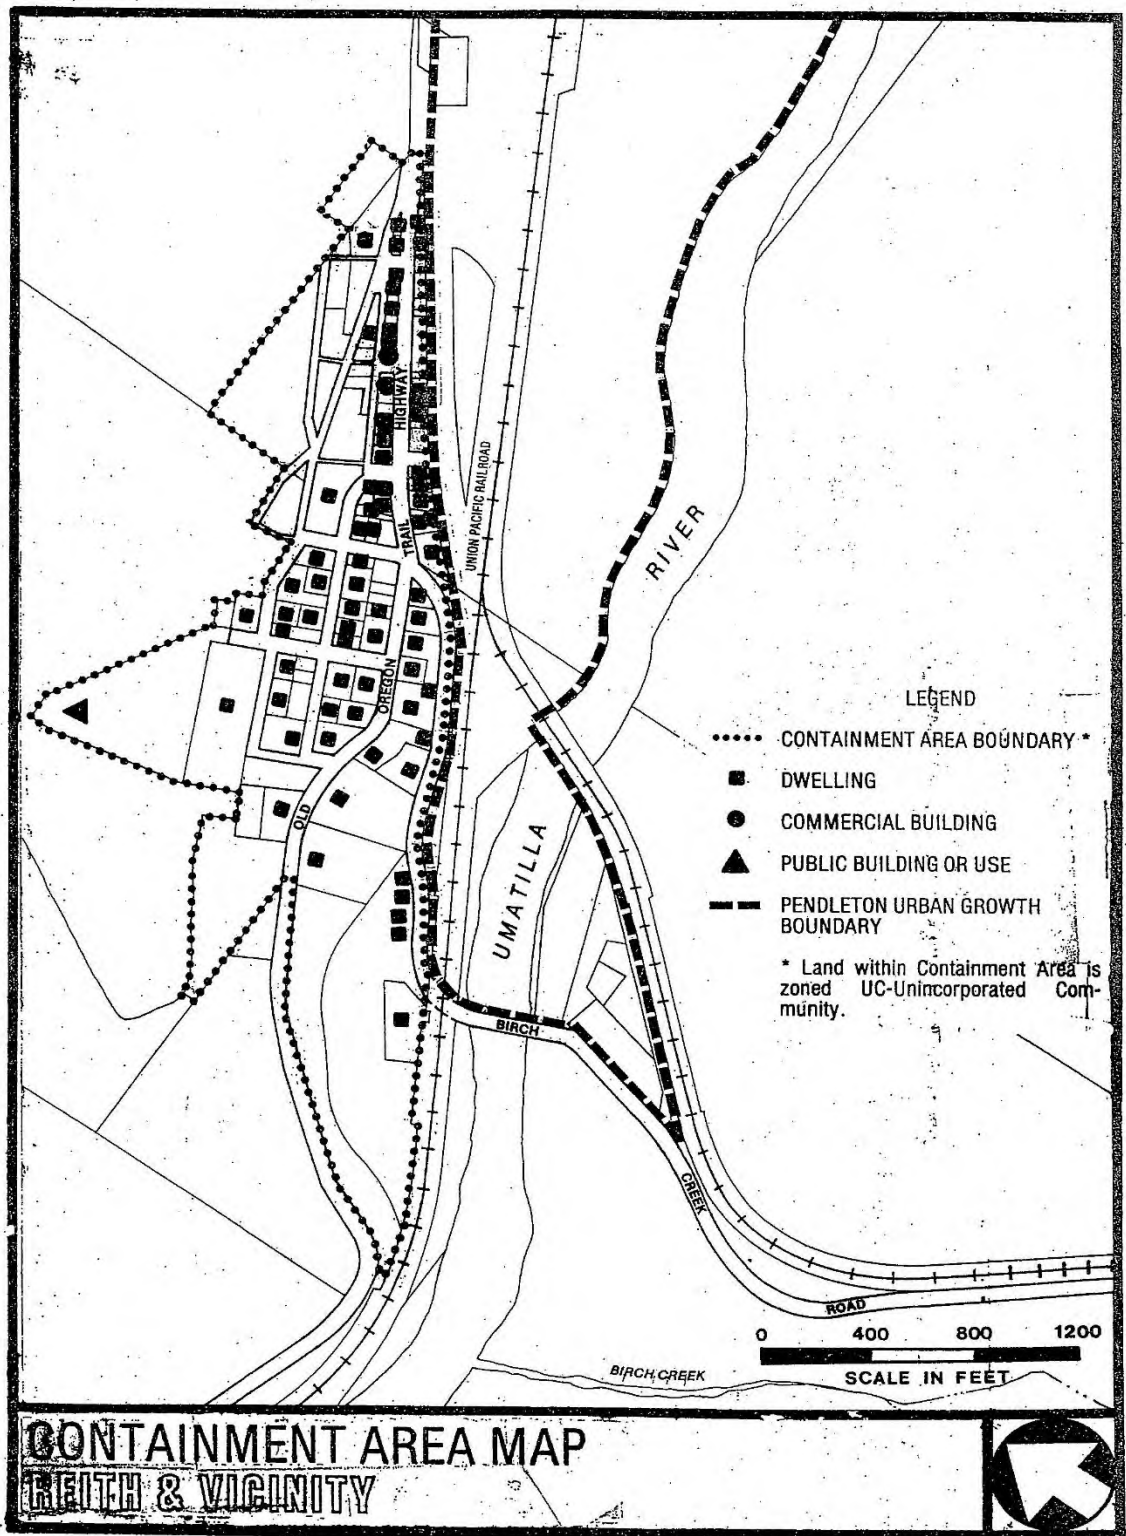 HIGHWAY
UNION PACIFIC RAILROAD
TRAIL
RIVER
OREGON
OLD
UMATILLA
BIRCH
CREEK
ROAD
BIRCH CREEK
LEGEND
CONTAINMENT AREA BOUNDARY *
DWELLING
COMMERCIAL BUILDING
PUBLIC BUILDING OR USE
PENDLETON URBAN GROWTH
BOUNDARY
* Land within Containment Area is
zoned UC-Unincorporated Com-
munity.
0 400 800 1200
SCALE IN FEET
CONTAINMENT AREA MAP
REITH & VICINITY